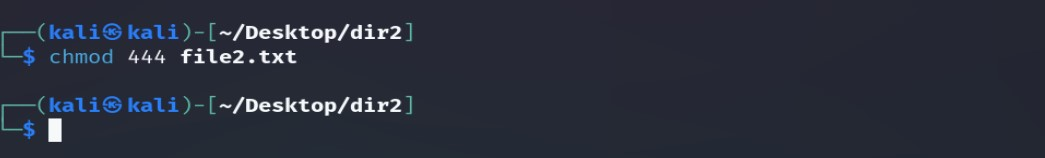 ┌──(kali㉿kali)-[~/Desktop/dir2]
└─$ chmod 444 file2.txt
┌──(kali㉿kali)-[~/Desktop/dir2]
└─$